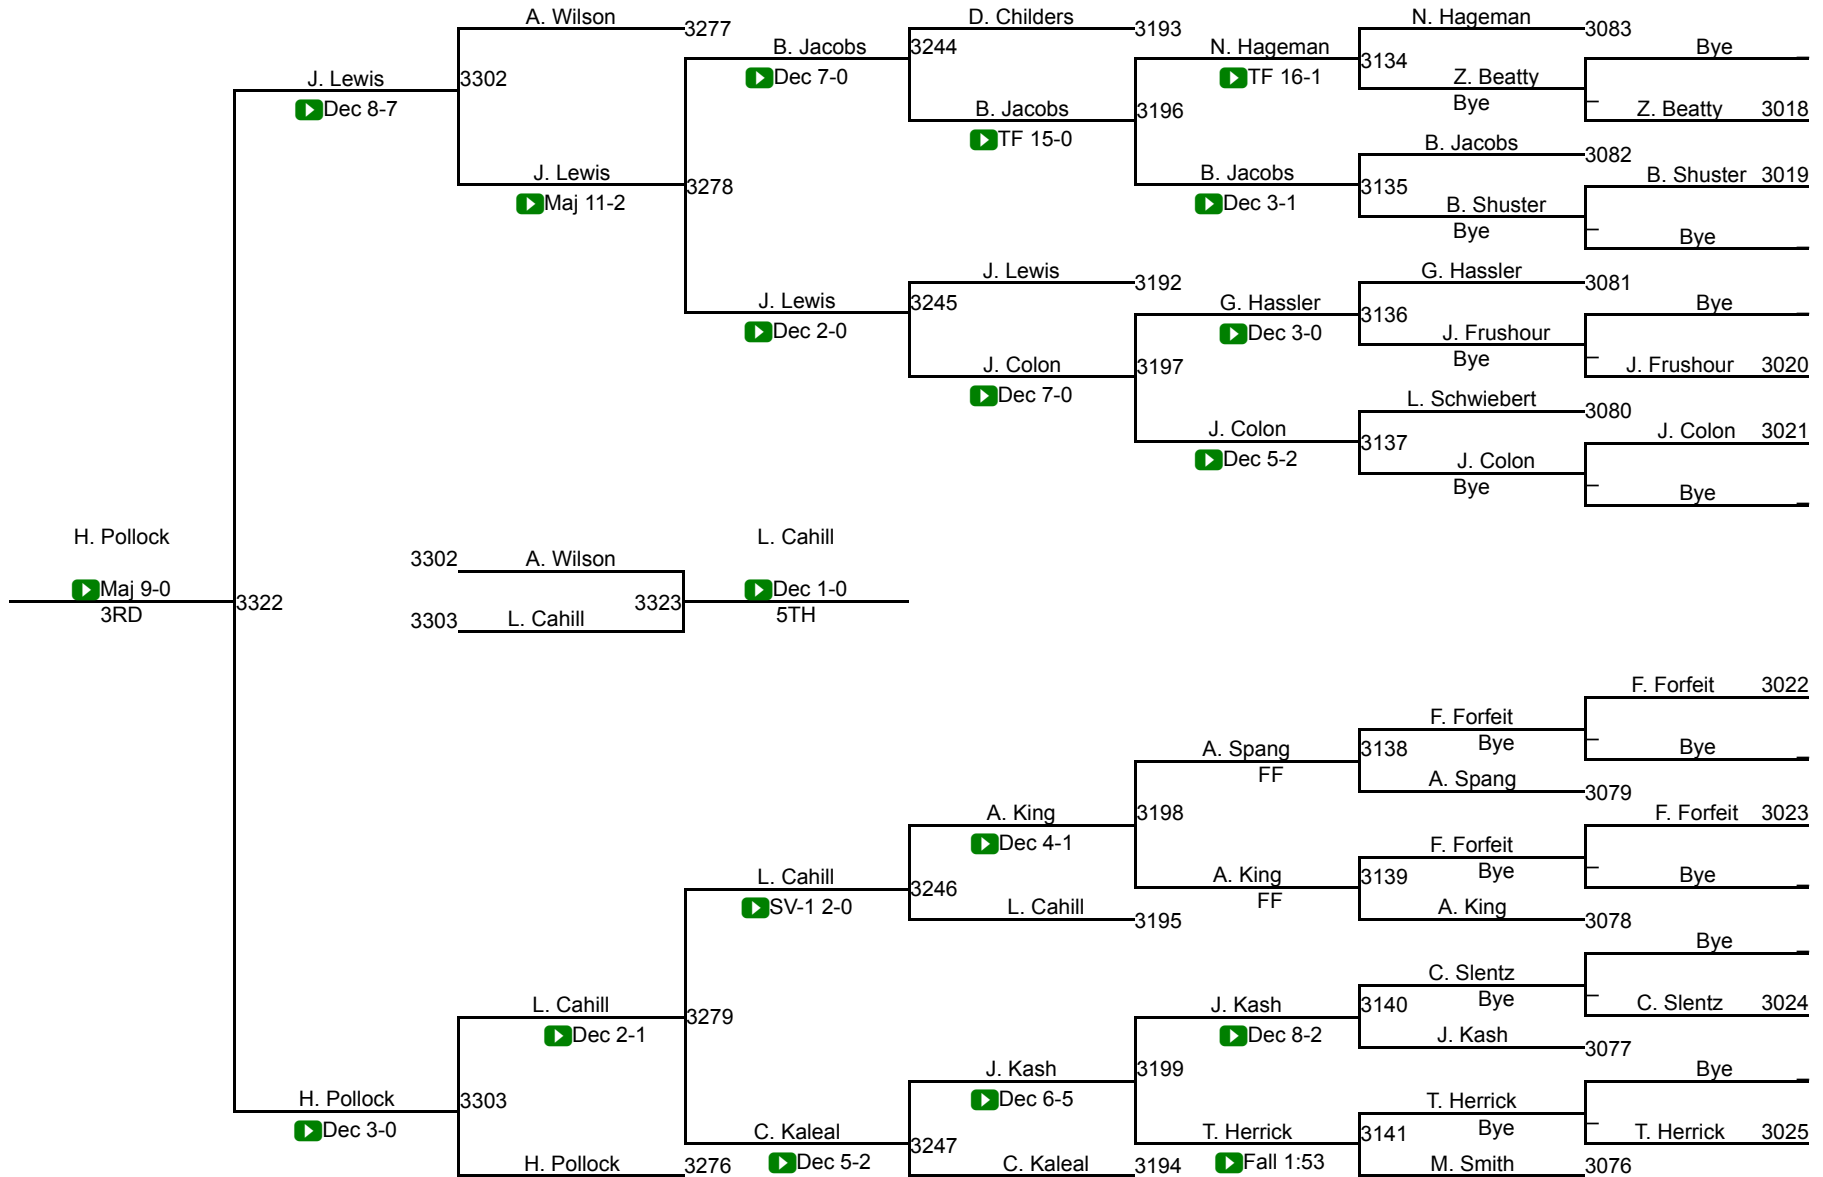 A. Wilson
3277
D. Childers
3193
N. Hageman
3083
B. Jacobs
3244
N. Hageman
Bye
_
J. Lewis
3302
Dec 7-0
TF 16-1
3134
Z. Beatty
Bye
_
Dec 8-7
B. Jacobs
3196
Z. Beatty 3018
TF 15-0
B. Jacobs
3082
J. Lewis
3278
B. Jacobs
3135
B. Shuster 3019
Maj 11-2
Dec 3-1
B. Shuster
Bye
_
Bye
_
J. Lewis
3192
G. Hassler
3081
J. Lewis
3245
G. Hassler
Bye
_
Dec 2-0
Dec 3-0
3136
J. Frushour
Bye
_
J. Colon
3197
J. Frushour 3020
Dec 7-0
L. Schwiebert
3080
J. Colon
3137
J. Colon 3021
Dec 5-2
J. Colon
Bye
_
Bye
_
H. Pollock
L. Cahill
3302
A. Wilson
Maj 9-0
3322
3323
Dec 1-0
3RD
3303
L. Cahill
5TH
F. Forfeit 3022
F. Forfeit
Bye
_
A. Spang
3138
Bye
_
FF
A. Spang
3079
A. King
3198
F. Forfeit 3023
Dec 4-1
F. Forfeit
Bye
_
L. Cahill
3246
A. King
3139
Bye
_
SV-1 2-0
FF
L. Cahill
3195
A. King
3078
Bye
_
C. Slentz
Bye
_
L. Cahill
3279
J. Kash
3140
C. Slentz 3024
Dec 2-1
Dec 8-2
J. Kash
3077
J. Kash
3199
Bye
_
H. Pollock
3303
Dec 6-5
T. Herrick
Bye
_
Dec 3-0
C. Kaleal
3247
T. Herrick
3141
T. Herrick 3025
H. Pollock
3276
Dec 5-2
C. Kaleal
3194
Fall 1:53
M. Smith
3076